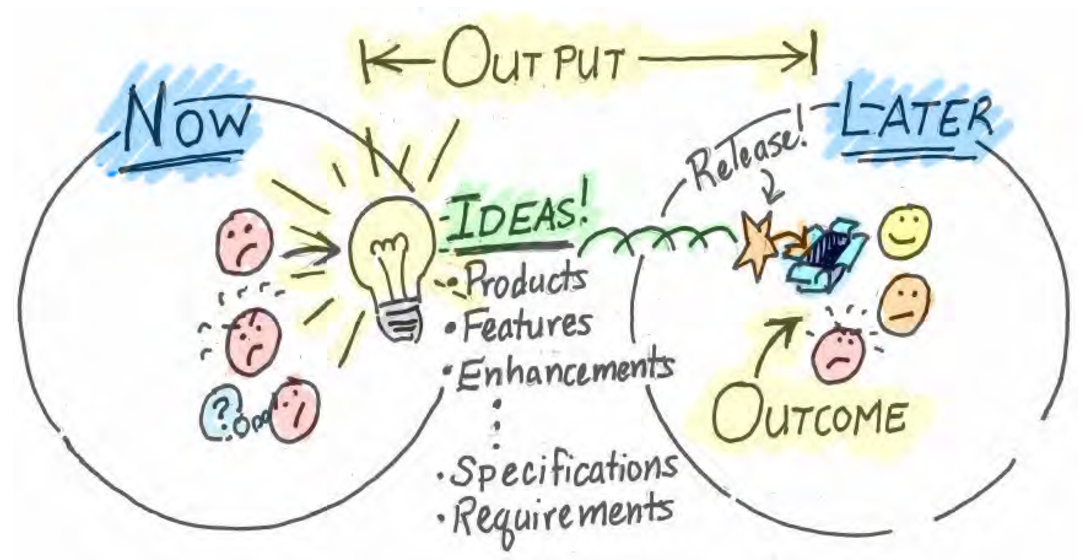 OUTPUT
NOW
LATER
Release!
IDEAS!
• Products
• Features
• Enhancements
• Specifications
• Requirements
?
OUTCOME